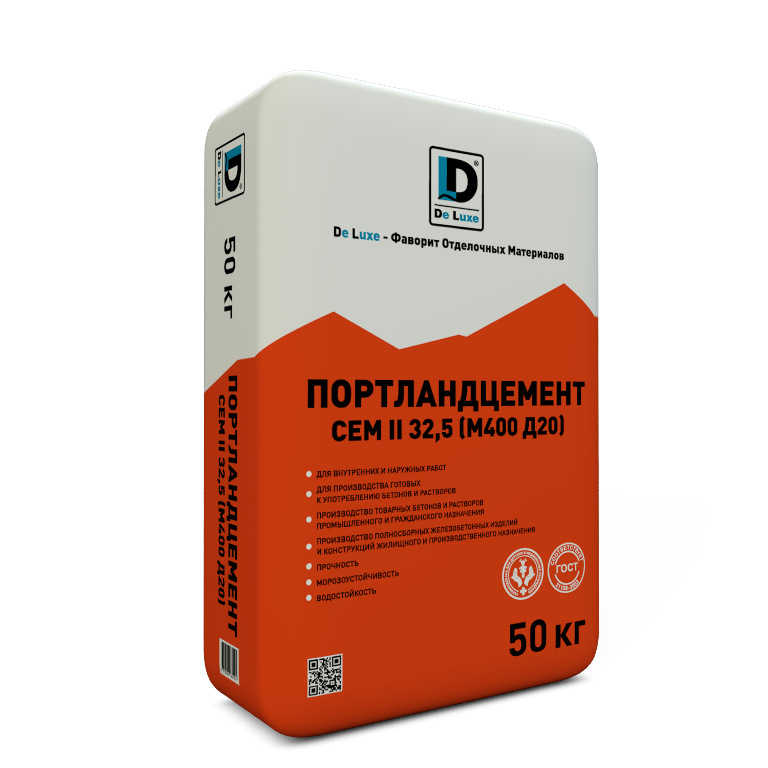 D®
De Luxe
De Luxe - Фаворит Отделочных Материалов
ПОРТЛАНДЦЕМЕНТ
CEM II 32,5 (М400 Д20)
ДЛЯ ВНУТРЕННИХ И НАРУЖНЫХ РАБОТ
ДЛЯ ПРОИЗВОДСТВА ГОТОВЫХ
К УПОТРЕБЛЕНИЮ БЕТОНОВ И РАСТВОРОВ
ПРОИЗВОДСТВО ТОВАРНЫХ БЕТОНОВ И РАСТВОРОВ
ПРОМЫШЛЕННОГО И ГРАЖДАНСКОГО НАЗНАЧЕНИЯ
ПРОИЗВОДСТВО ПОЛНОСБОРНЫХ ЖЕЛЕЗОБЕТОННЫХ ИЗДЕЛИЙ
И КОНСТРУКЦИЙ ЖИЛИЩНОГО И ПРОИЗВОДСТВЕННОГО НАЗНАЧЕНИЯ
ПРОЧНОСТЬ
МОРОЗОУСТОЙЧИВОСТЬ
ВОДОСТОЙКОСТЬ
СООТВЕТСТВУЕТ
ГОСТ
50 кг
D®
De Luxe
50 кг
ПОРТЛАНДЦЕМЕНТ
CEM II 32,5 (М400 Д20)